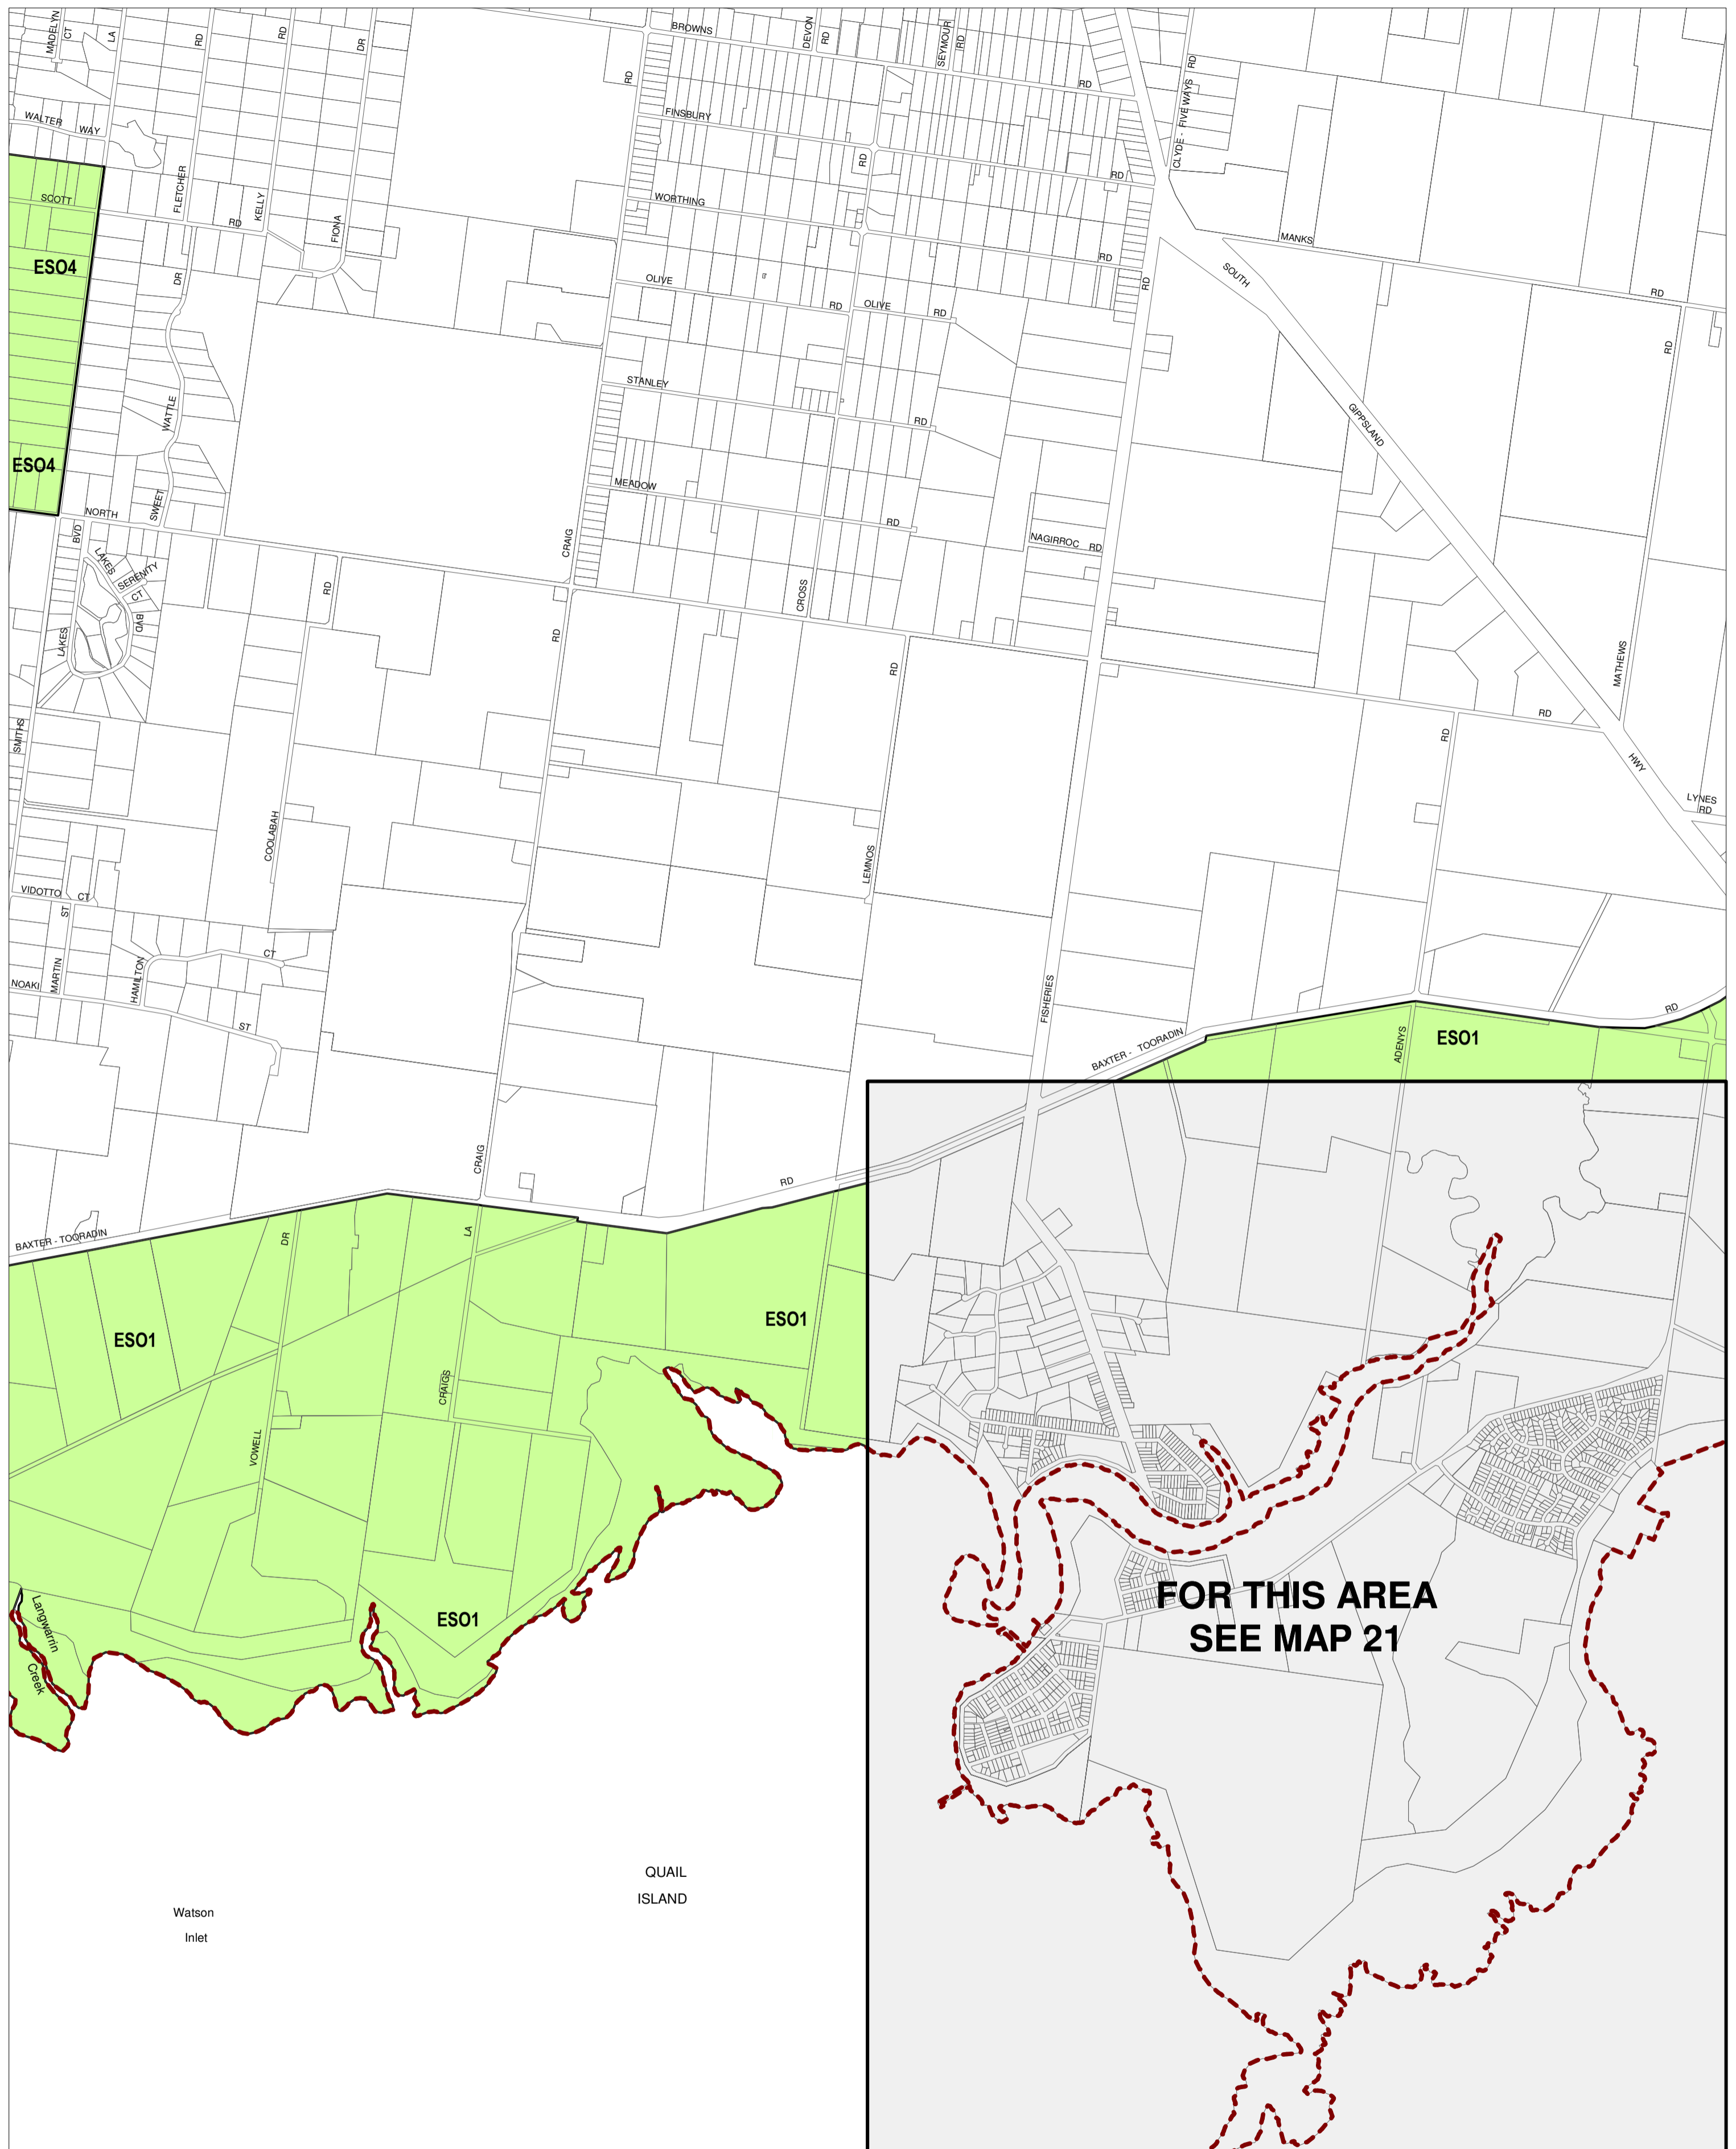 MADELYN
CT
LA
RD
RD
DR
BROWNS
DEVON
RD
SEYMOUR
RD
RD
RD
RD
CLYDE - FIVEWAYS
WALTER
WAY
FINSBURY
RD
RD
FLETCHER
SCOTT
KELLY
RD
FIONA
WORTHING
RD
MANKS
RD
ESO4
DR
OLIVE
RD
OLIVE
RD
RD
SOUTH
RD
RD
WATTLE
STANLEY
RD
GIPPSLAND
ESO4
SWEET
MEADOW
RD
NORTH
BVD
CRAIG
NAGIRROC
RD
LAKES
SERENITY
CT
BVD
RD
CROSS
LAKES
RD
RD
MATHEWS
SMITHS
RD
RD
HWY
LYNES
RD
COOLABAH
LEMNOS
VIDOTTO
CT
ST
CT
NOAKI
MARTIN
HAMILTON
ST
FISHERIES
RD
BAXTER - TOORADIN
ADENYS
ESO1
CRAIG
RD
BAXTER - TOORADIN
DR
LA
ESO1
ESO1
CRAIGS
VOWELL
Langwarrin
Creek
ESO1
FOR THIS AREA
SEE MAP 21
QUAIL
ISLAND
Watson
Inlet